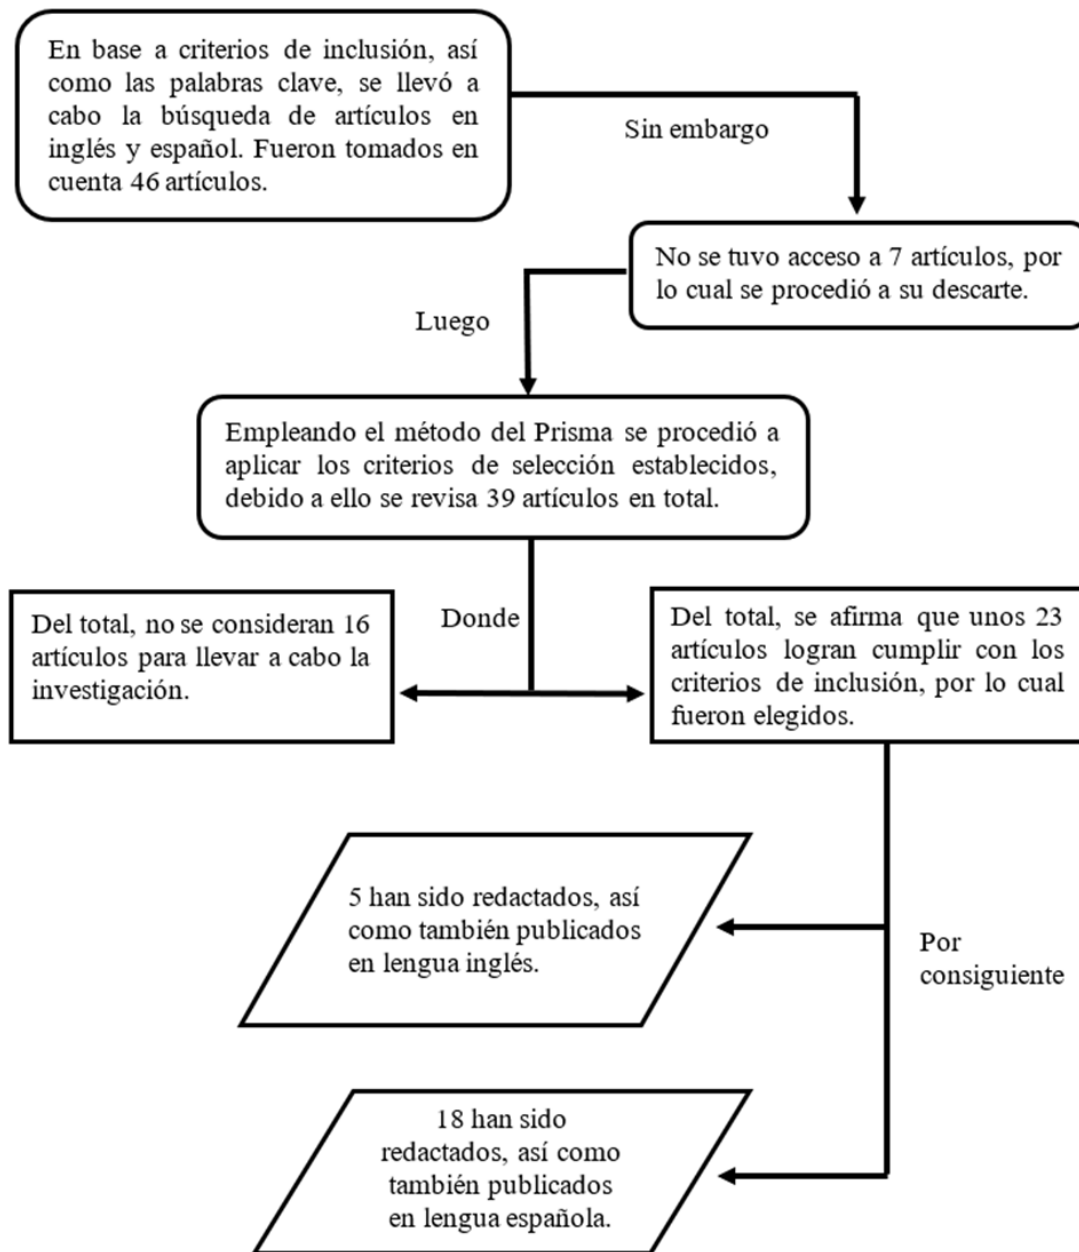 En base a criterios de inclusión, así
como las palabras clave, se llevó a
cabo la búsqueda de artículos en
inglés y español. Fueron tomados en
cuenta 46 artículos.
Sin embargo
No se tuvo acceso a 7 artículos, por
lo cual se procedió a su descarte.
Luego
Empleando el método del Prisma se procedió a
aplicar los criterios de selección establecidos,
debido a ello se revisa 39 artículos en total.
Donde
Del total, no se consideran 16
artículos para llevar a cabo la
investigación.
Del total, se afirma que unos 23
artículos logran cumplir con los
criterios de inclusión, por lo cual
fueron elegidos.
5 han sido redactados, así
como también publicados
en lengua inglés.
Por
consiguiente
18 han sido
redactados, así como
también publicados
en lengua española.